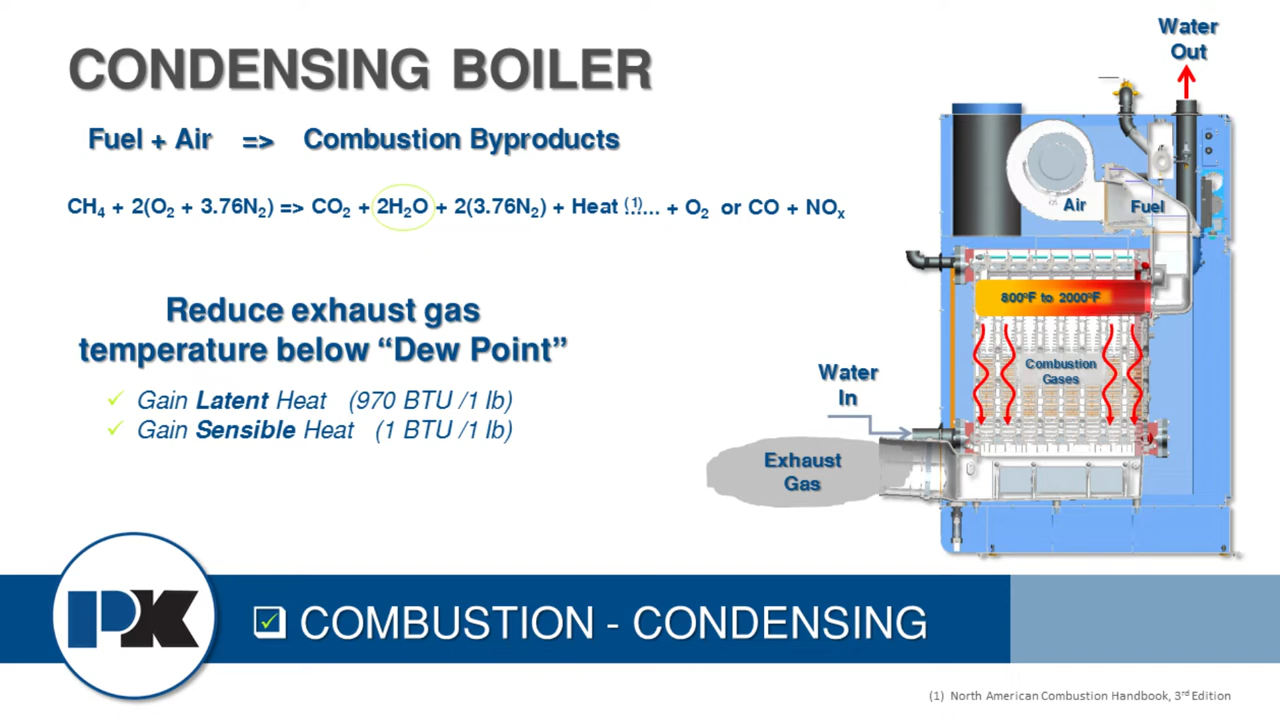 CONDENSING BOILER
Fuel + Air => Combustion Byproducts
CH₄ + 2(O₂ + 3.76N₂) => CO₂ + 2H₂O + 2(3.76N₂) + Heat ⁽¹⁾...... + O₂ or CO + NOₓ
Reduce exhaust gas
temperature below “Dew Point”
✓ Gain Latent Heat (970 BTU /1 lb)
✓ Gain Sensible Heat (1 BTU /1 lb)
Water
Out
Air
Fuel
800°F to 2000°F
Combustion
Gases
Water
In
Exhaust
Gas
PK
☑ COMBUSTION - CONDENSING
(1) North American Combustion Handbook, 3ʳᵈ Edition